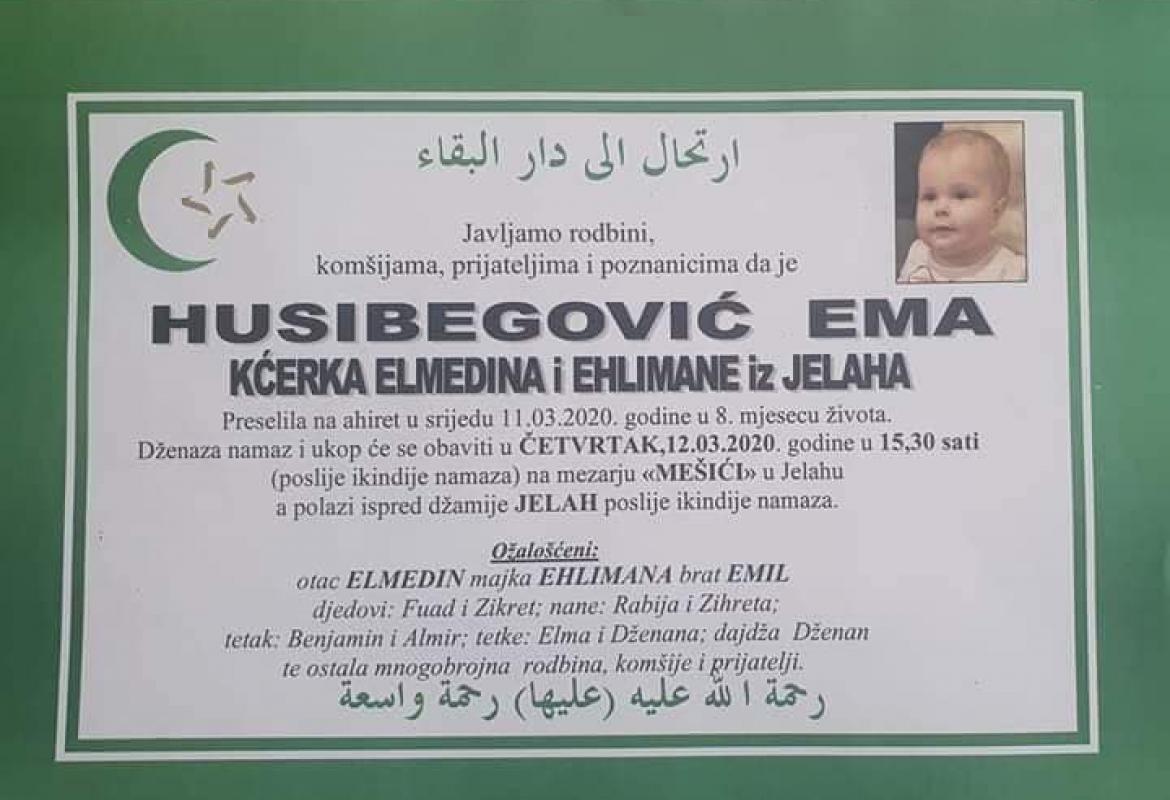 ارتحال الى دار البقاء
Javljamo rodbini,
komšijama, prijateljima i poznanicima da je
HUSIBEGOVIĆ EMA
KĆERKA ELMEDINA i EHLIMANE iz JELAHA
Preselila na ahiret u srijedu 11.03.2020. godine u 8. mjesecu života.
Dženaza namaz i ukop će se obaviti u ČETVRTAK,12.03.2020. godine u 15,30 sati
(poslije ikindije namaza) na mezarju «MEŠIĆI» u Jelahu
a polazi ispred džamije JELAH poslije ikindije namaza.
Ožalošćeni:
otac ELMEDIN majka EHLIMANA brat EMIL
djedovi: Fuad i Zikret; nane: Rabija i Zihreta;
tetak: Benjamin i Almir; tetke: Elma i Dženana; dajdža Dženan
te ostala mnogobrojna rodbina, komšije i prijatelji.
رحمة الله عليه (عليها) رحمة واسعة